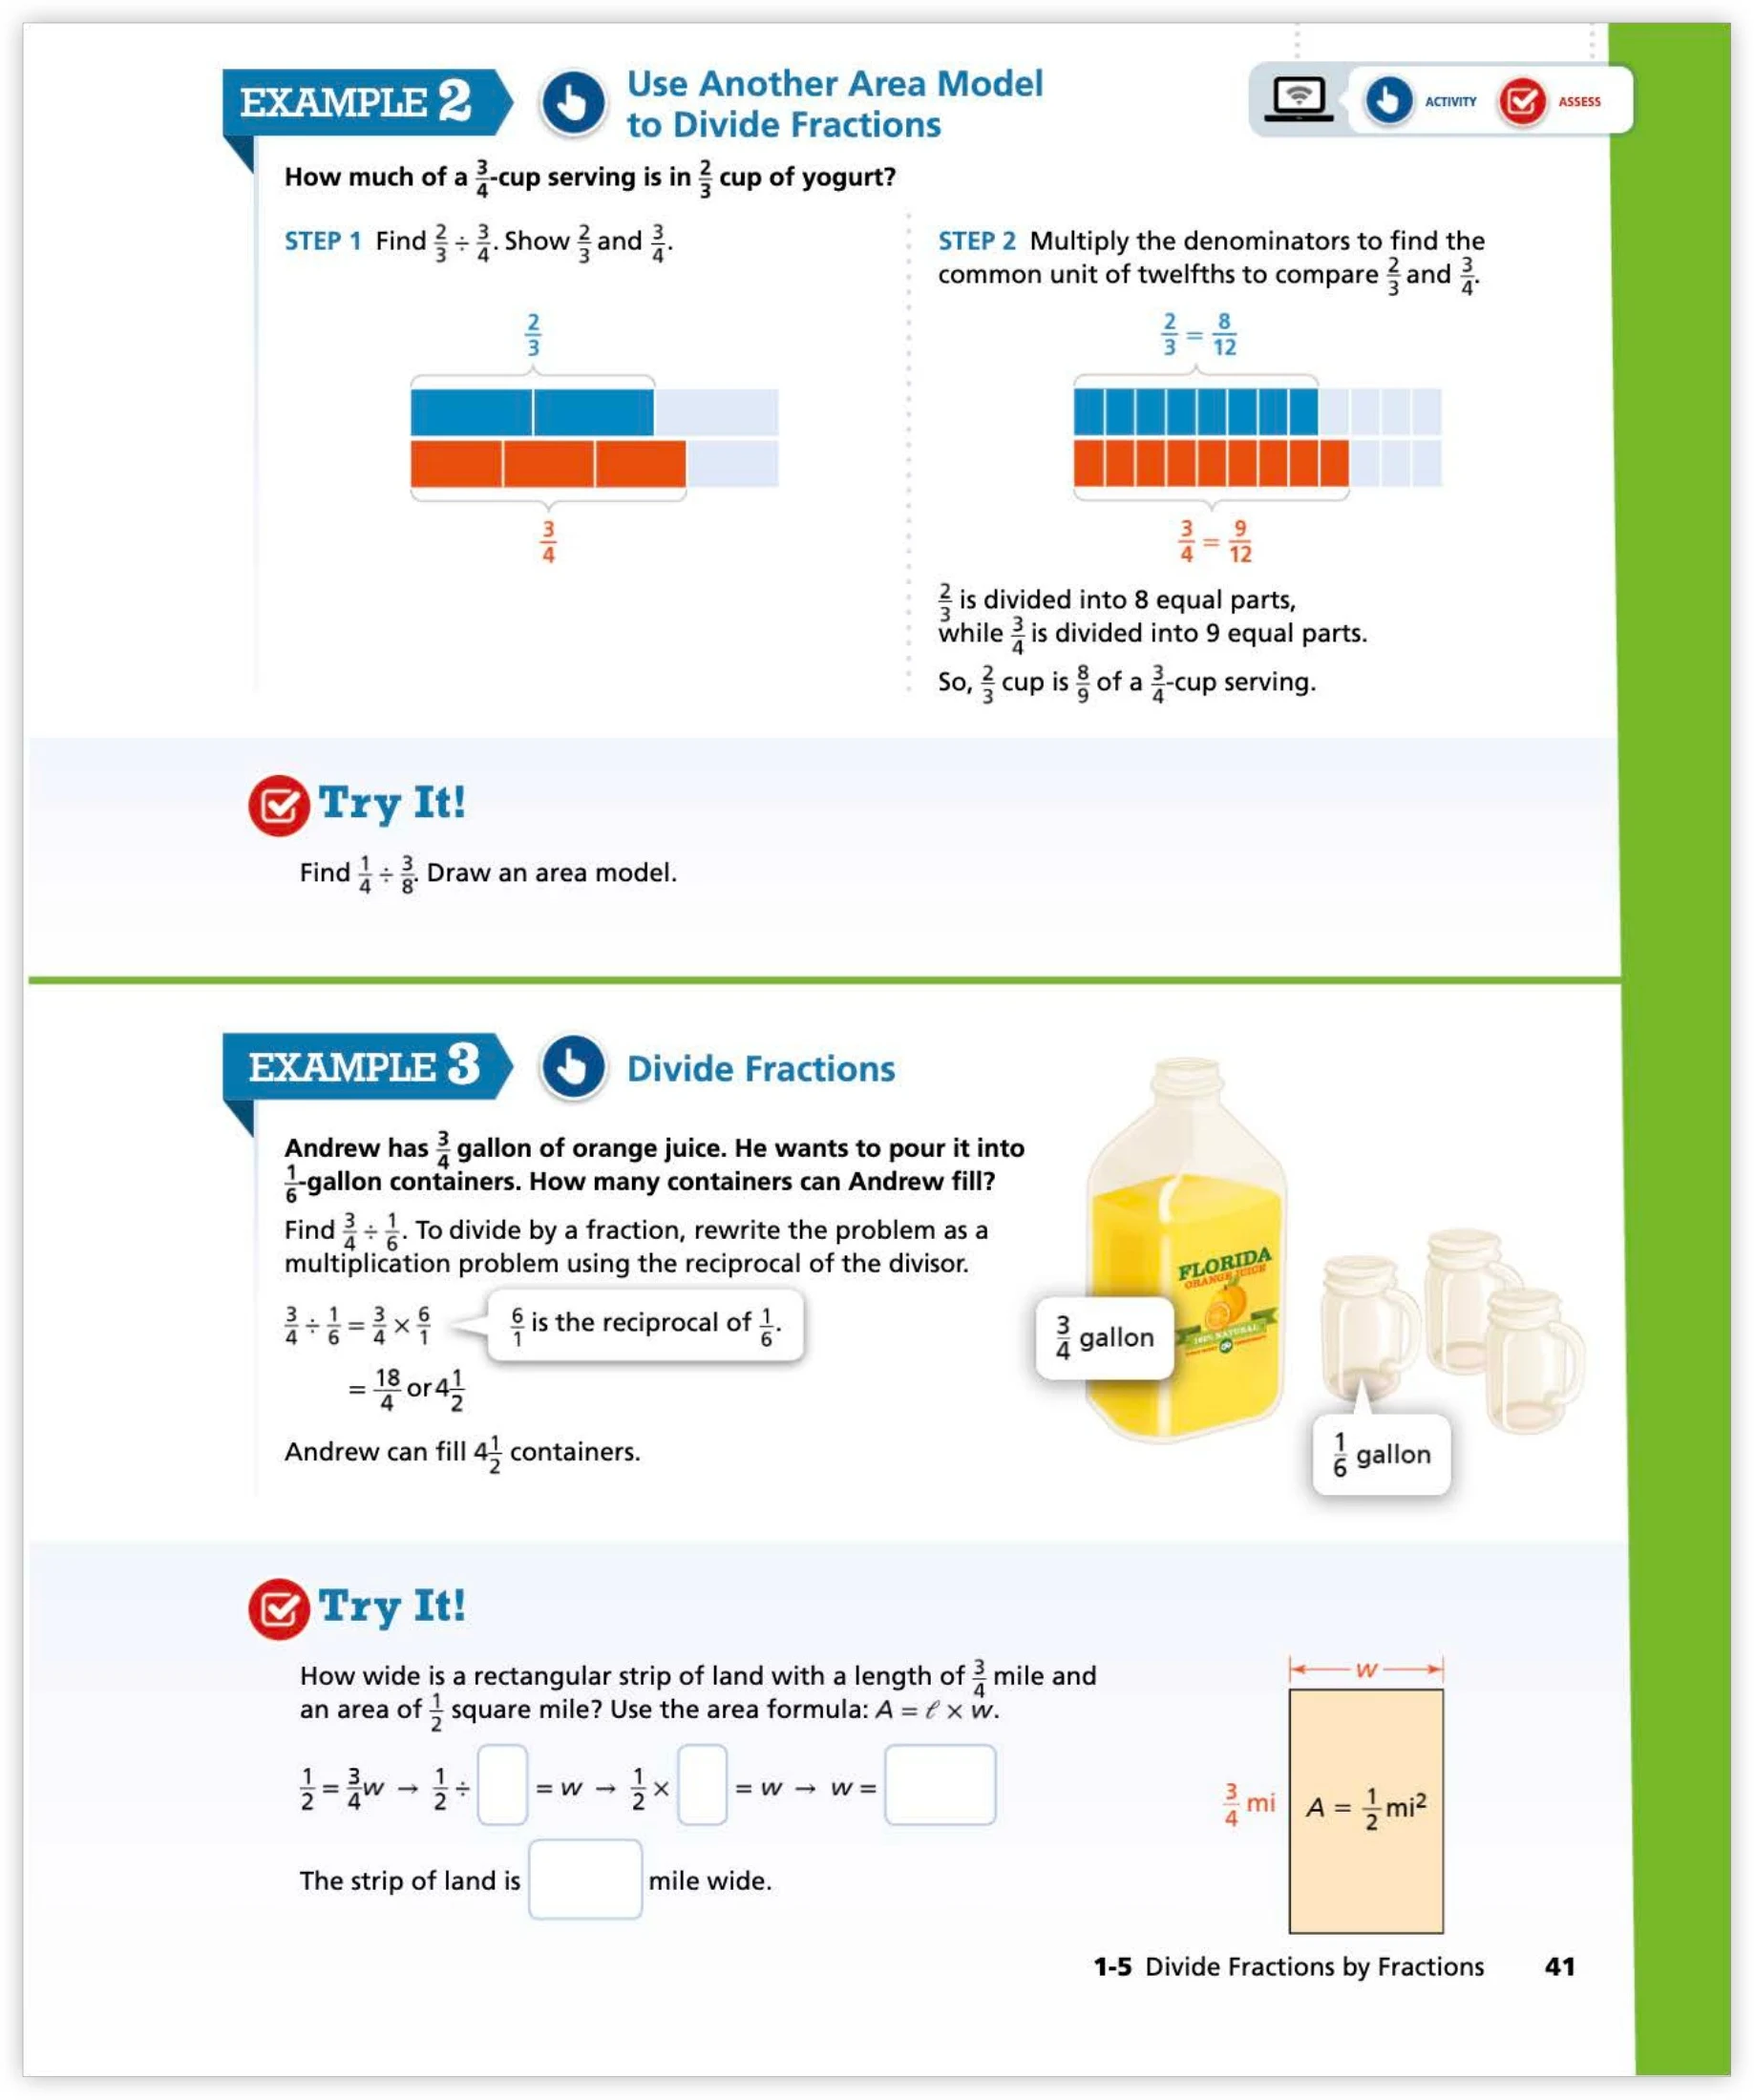 EXAMPLE 2
Use Another Area Model
to Divide Fractions
ACTIVITY
ASSESS
How much of a 3/4-cup serving is in 2/3 cup of yogurt?
STEP 1 Find 2/3 ÷ 3/4. Show 2/3 and 3/4.
2/3
3/4
STEP 2 Multiply the denominators to find the
common unit of twelfths to compare 2/3 and 3/4.
2/3 = 8/12
3/4 = 9/12
2/3 is divided into 8 equal parts,
while 3/4 is divided into 9 equal parts.
So, 2/3 cup is 8/9 of a 3/4-cup serving.
Try It!
Find 1/4 ÷ 3/8. Draw an area model.
EXAMPLE 3
Divide Fractions
Andrew has 3/4 gallon of orange juice. He wants to pour it into
1/6-gallon containers. How many containers can Andrew fill?
Find 3/4 ÷ 1/6. To divide by a fraction, rewrite the problem as a
multiplication problem using the reciprocal of the divisor.
3/4 ÷ 1/6 = 3/4 × 6/1
6/1 is the reciprocal of 1/6.
= 18/4 or 4 1/2
Andrew can fill 4 1/2 containers.
FLORIDA
ORANGE JUICE
100% NATURAL
3/4 gallon
1/6 gallon
Try It!
How wide is a rectangular strip of land with a length of 3/4 mile and
an area of 1/2 square mile? Use the area formula: A = ℓ × w.
1/2 = 3/4 w → 1/2 ÷ = w → 1/2 × = w → w =
The strip of land is mile wide.
w
3/4 mi
A = 1/2 mi²
1-5 Divide Fractions by Fractions 41